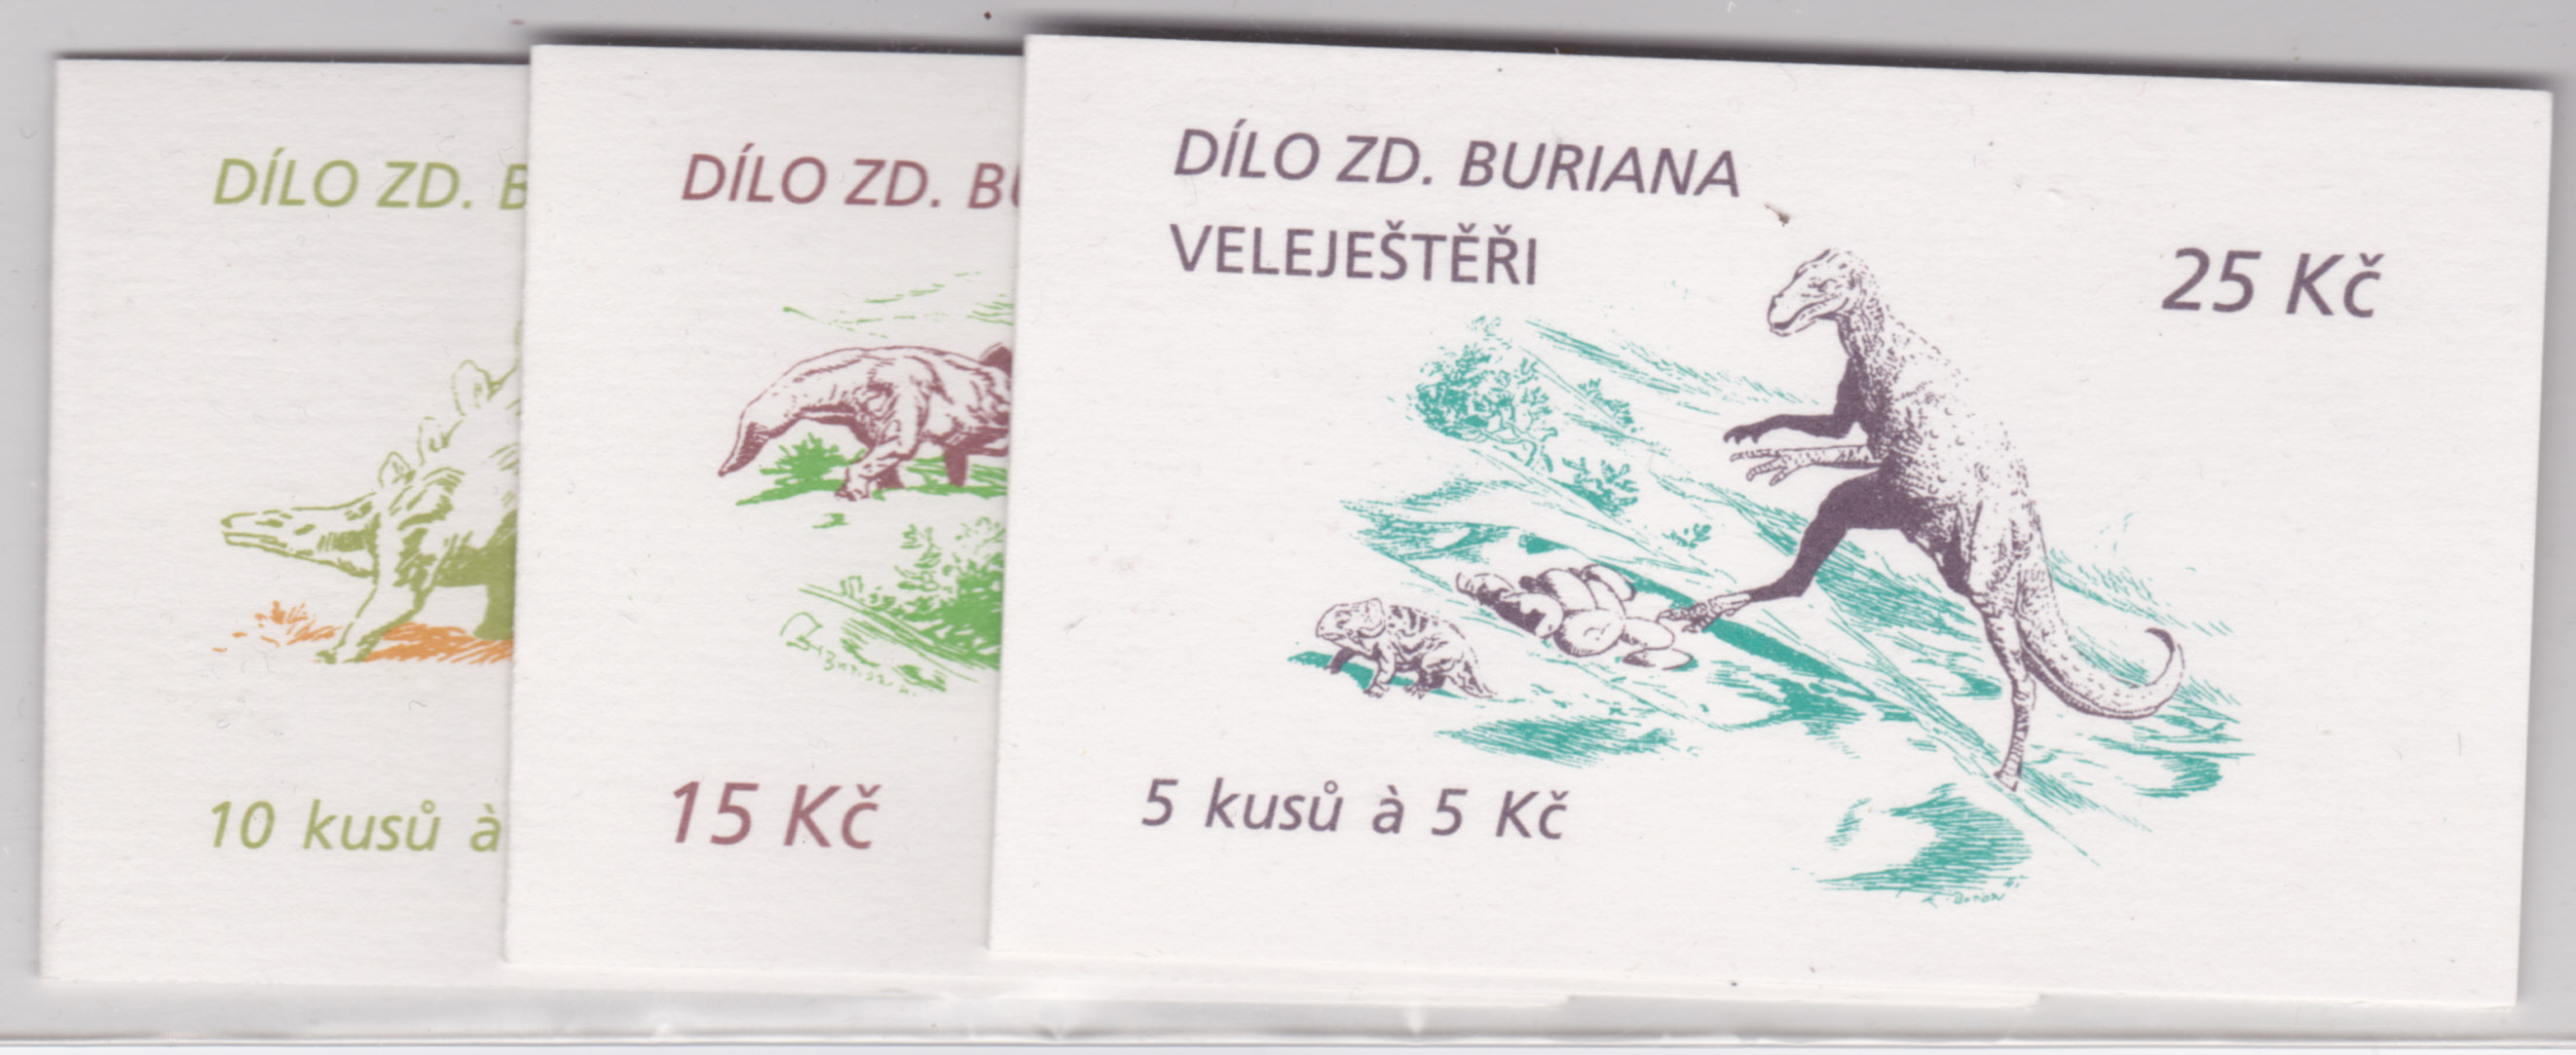 DÍLO ZD. B
10 kusů à
DÍLO ZD. BU
15 Kč
DÍLO ZD. BURIANA
VELEJEŠTĚŘI
25 Kč
5 kusů à 5 Kč